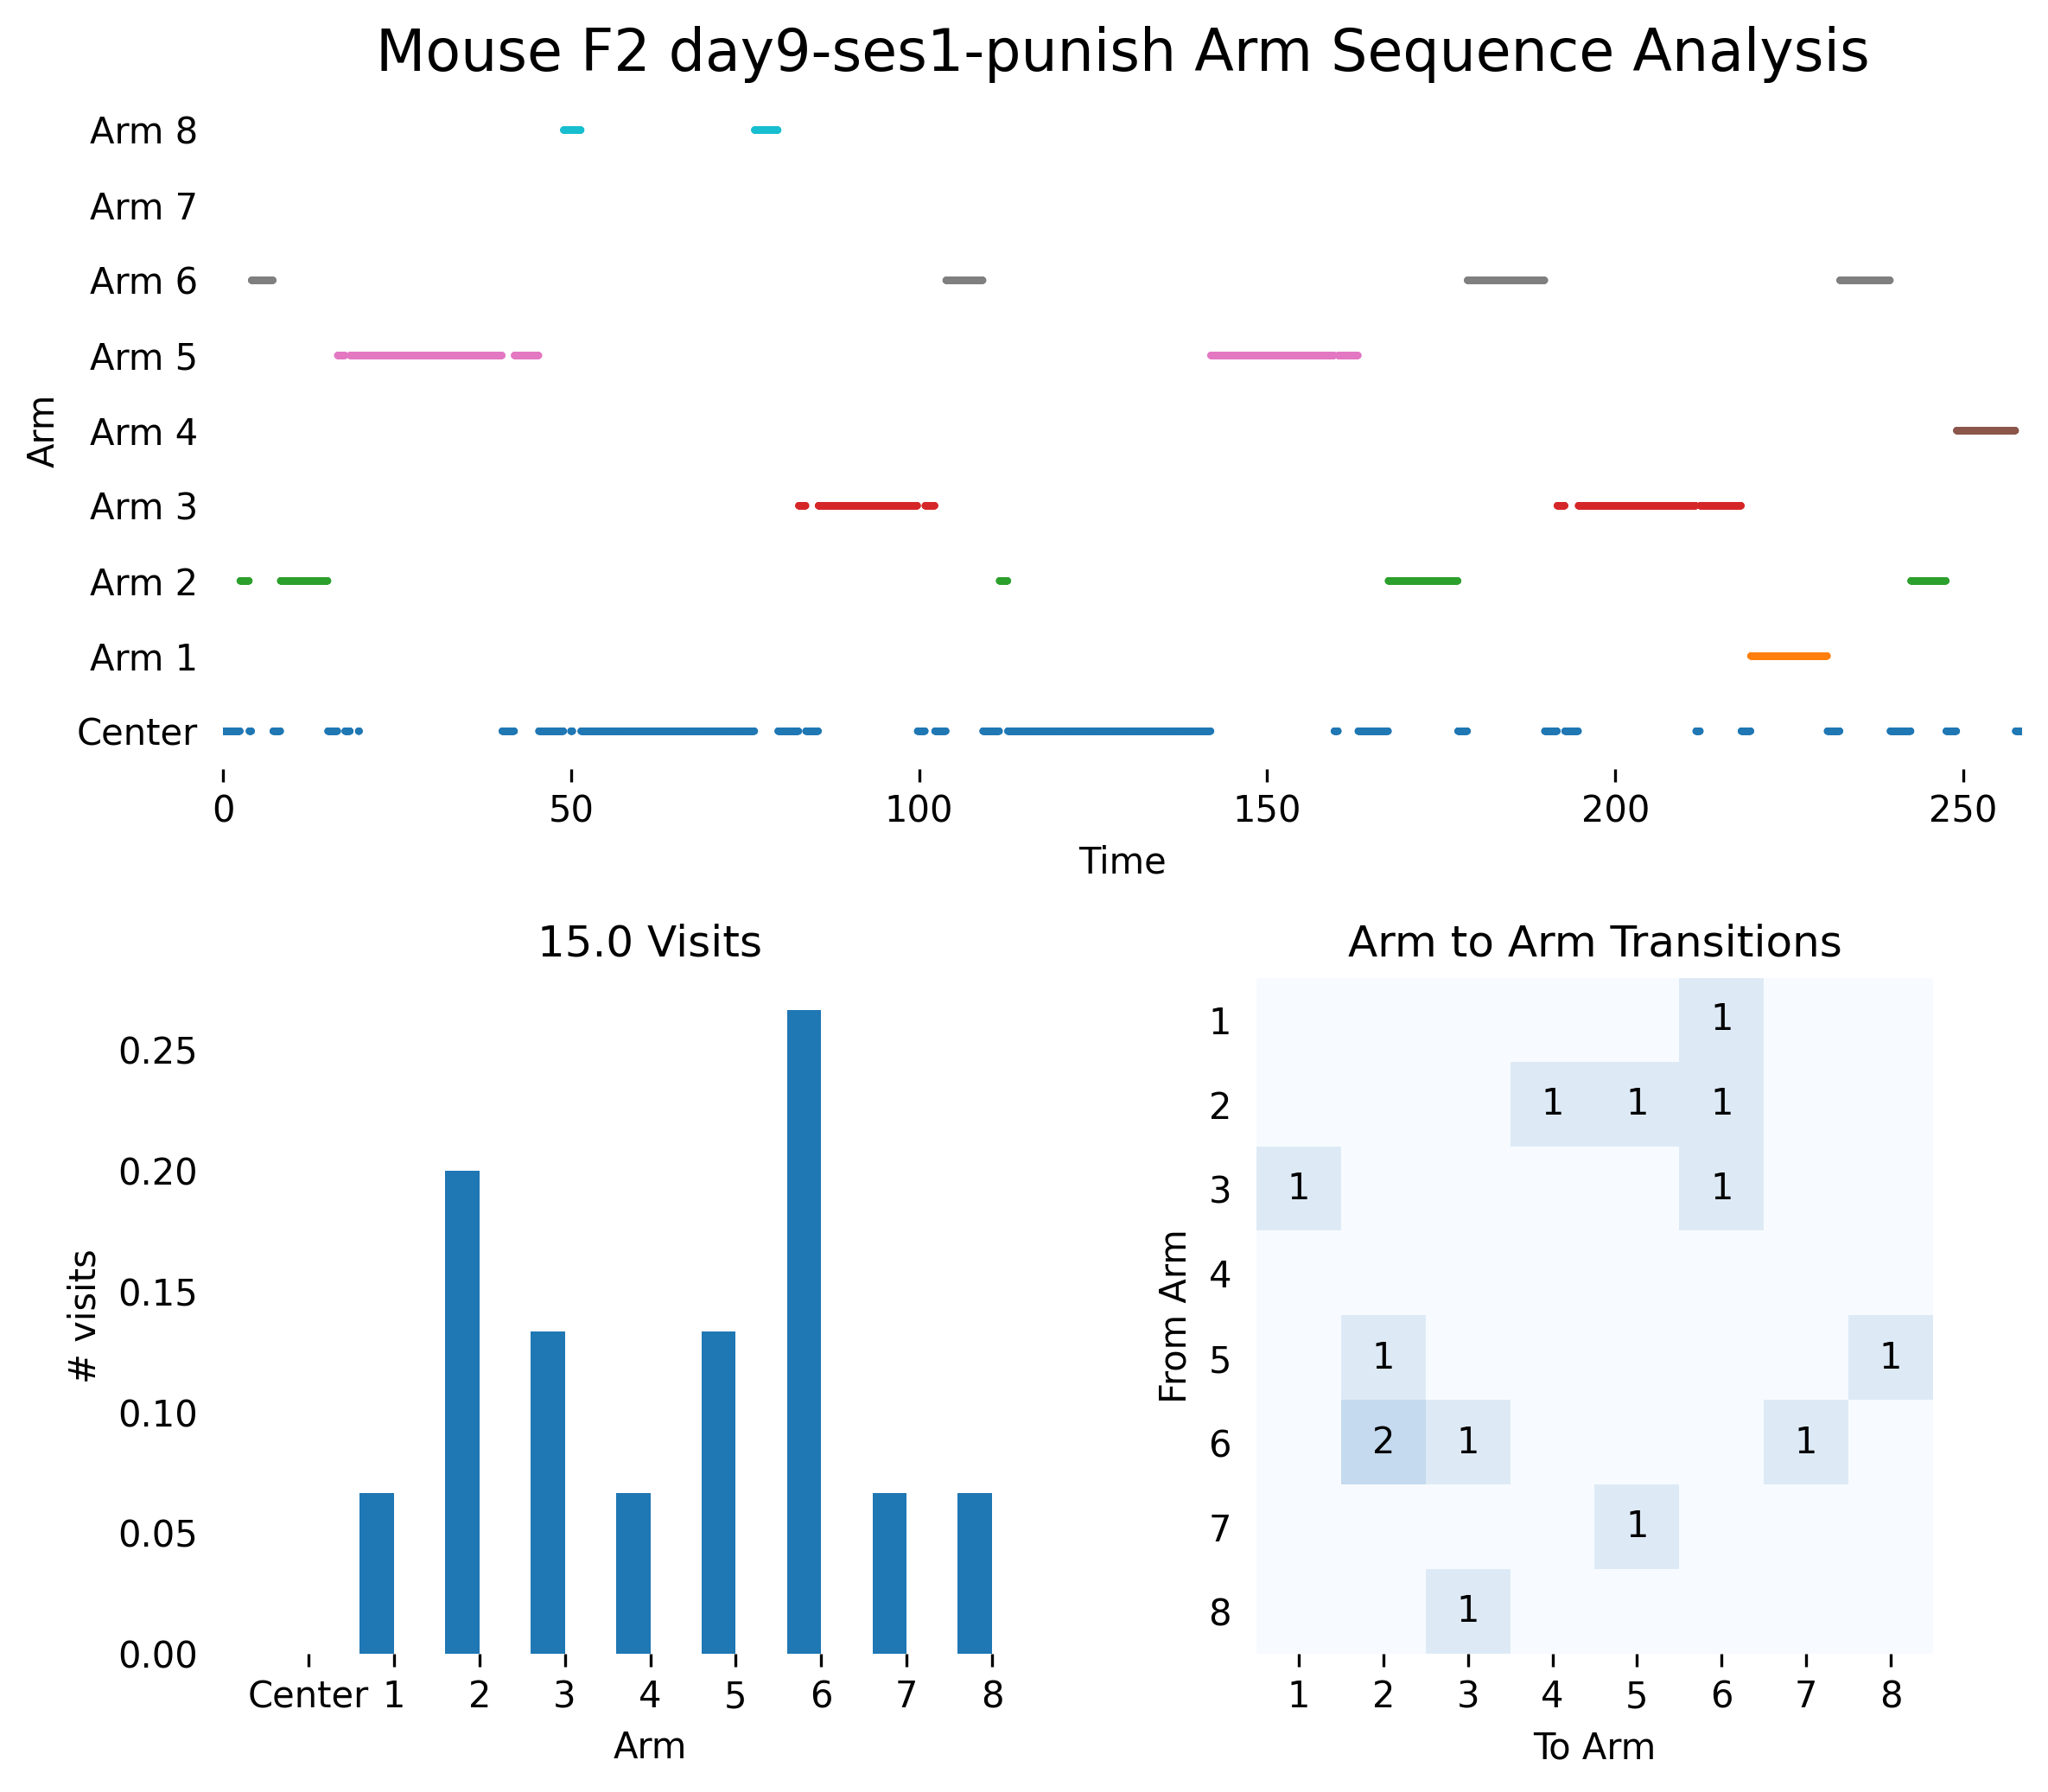 Mouse F2 day9-ses1-punish Arm Sequence Analysis
Arm 8
Arm 7
Arm 6
Arm 5
Arm 4
Arm 3
Arm 2
Arm 1
Center
Arm
0 50 100 150 200 250
Time
15.0 Visits
0.25
0.20
0.15
0.10
0.05
0.00
# visits
Center 1 2 3 4 5 6 7 8
Arm
Arm to Arm Transitions
1 1
2 1 1 1
3 1 1
4
5 1 1
6 2 1 1
7 1
8 1
From Arm
1 2 3 4 5 6 7 8
To Arm